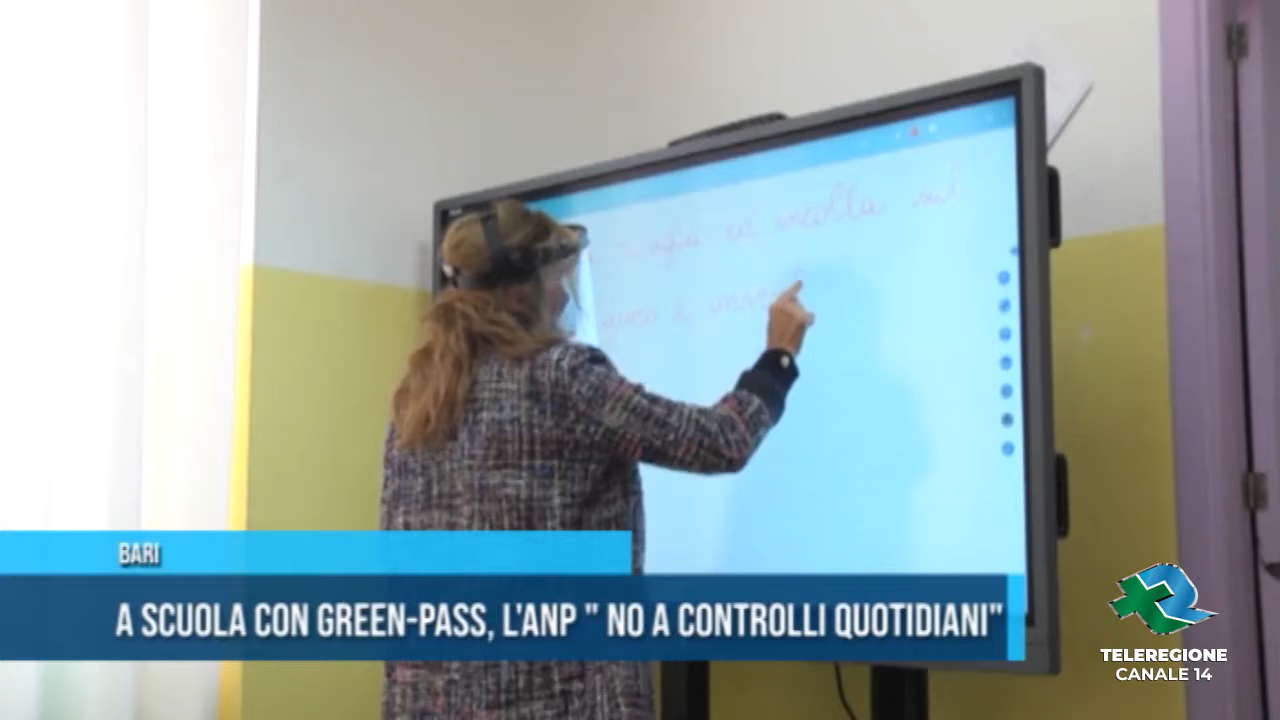 BARI
A SCUOLA CON GREEN-PASS, L'ANP " NO A CONTROLLI QUOTIDIANI"
TELEREGIONE
CANALE 14